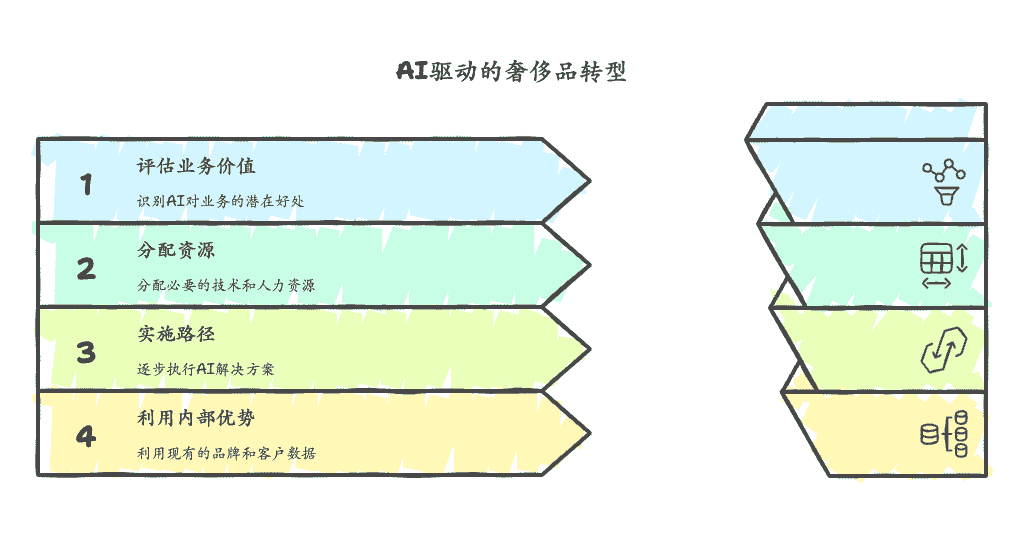 AI驱动的奢侈品转型
1
评估业务价值
识别AI对业务的潜在好处
2
分配资源
分配必要的技术和人力资源
3
实施路径
逐步执行AI解决方案
4
利用内部优势
利用现有的品牌和客户数据